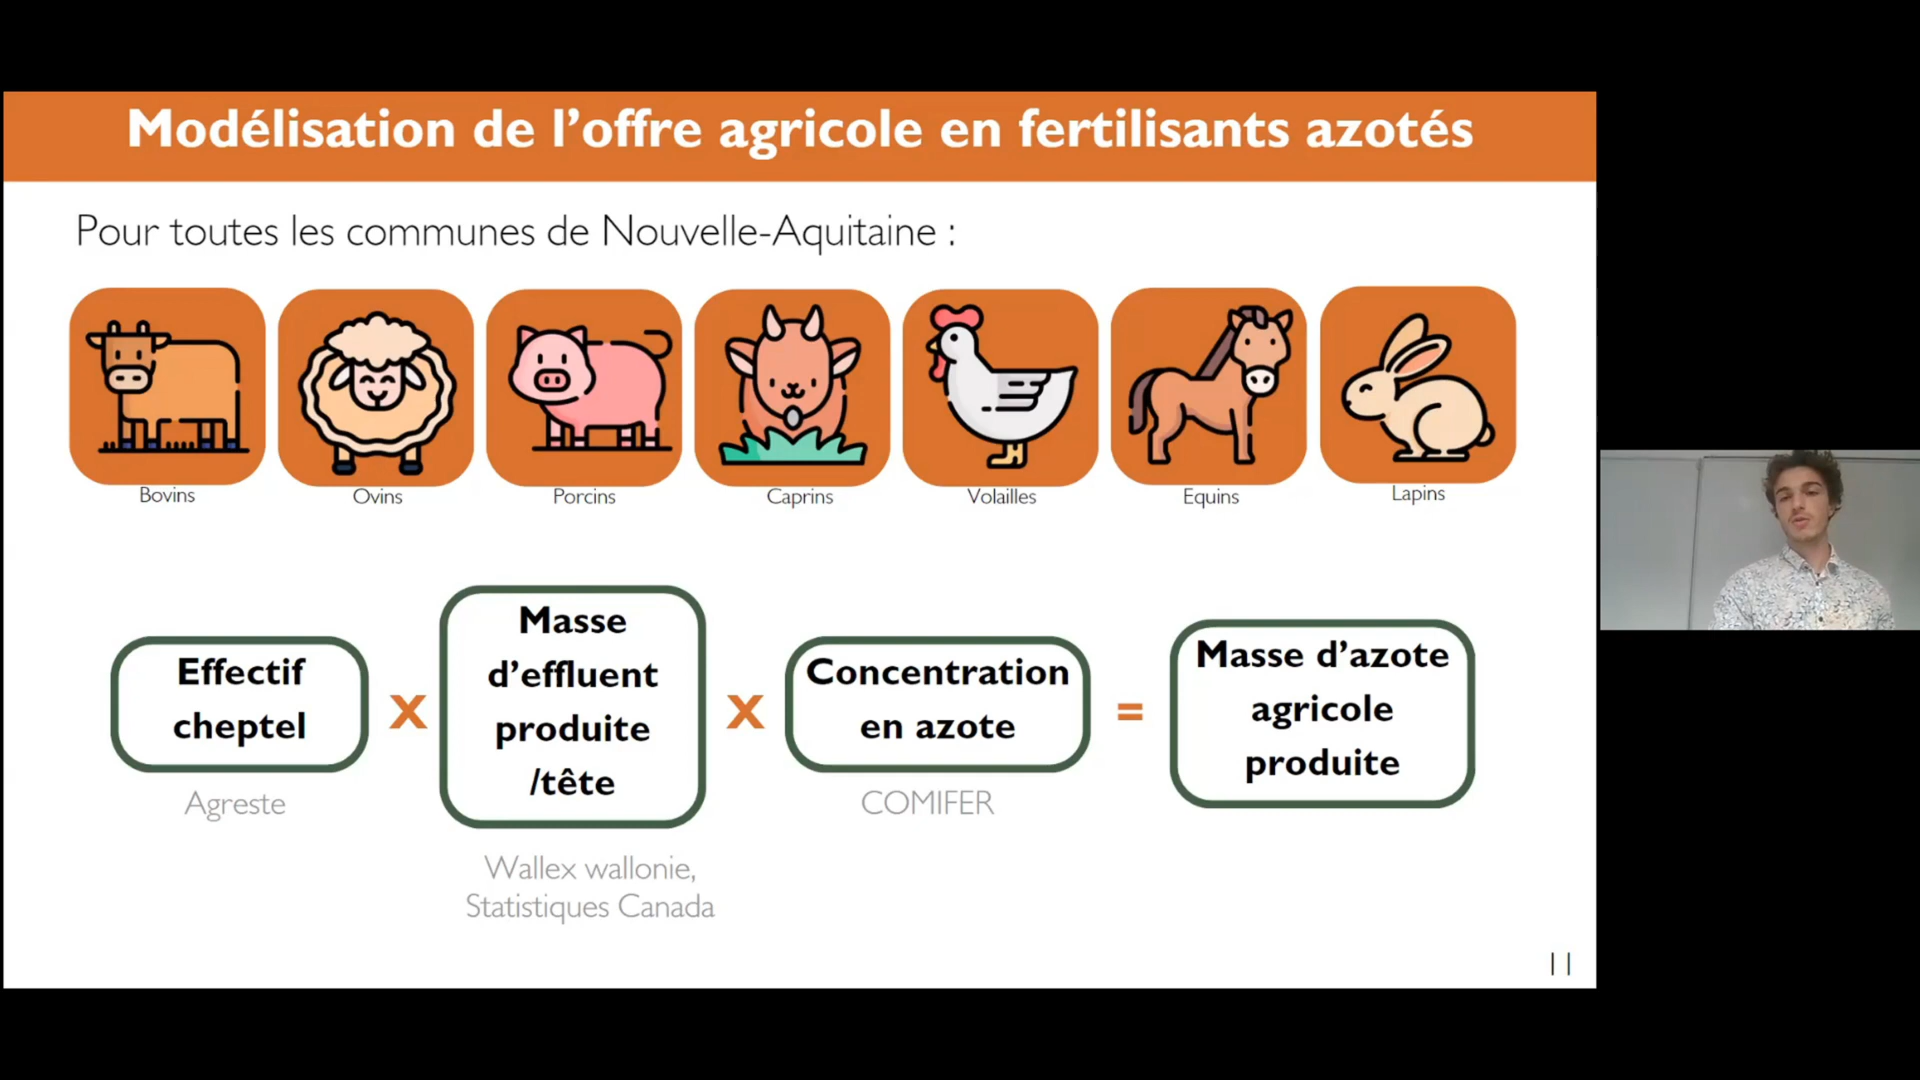 Modélisation de l’offre agricole en fertilisants azotés
Pour toutes les communes de Nouvelle-Aquitaine :
Bovins
Ovins
Porcins
Caprins
Volailles
Equins
Lapins
Effectif
cheptel
x
Masse
d’effluent
produite
/tête
x
Concentration
en azote
=
Masse d’azote
agricole
produite
Agreste
Wallex wallonie,
Statistiques Canada
COMIFER
11